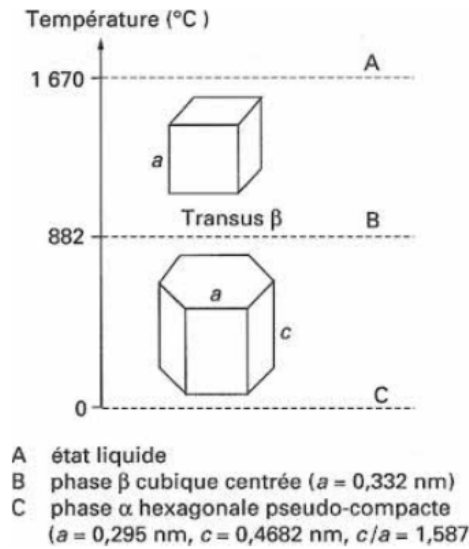 Température (°C )
1 670
A
a
Transus β
882
B
a
c
0
C
A état liquide
B phase β cubique centrée (a = 0,332 nm)
C phase α hexagonale pseudo-compacte
(a = 0,295 nm, c = 0,4682 nm, c/a = 1,587